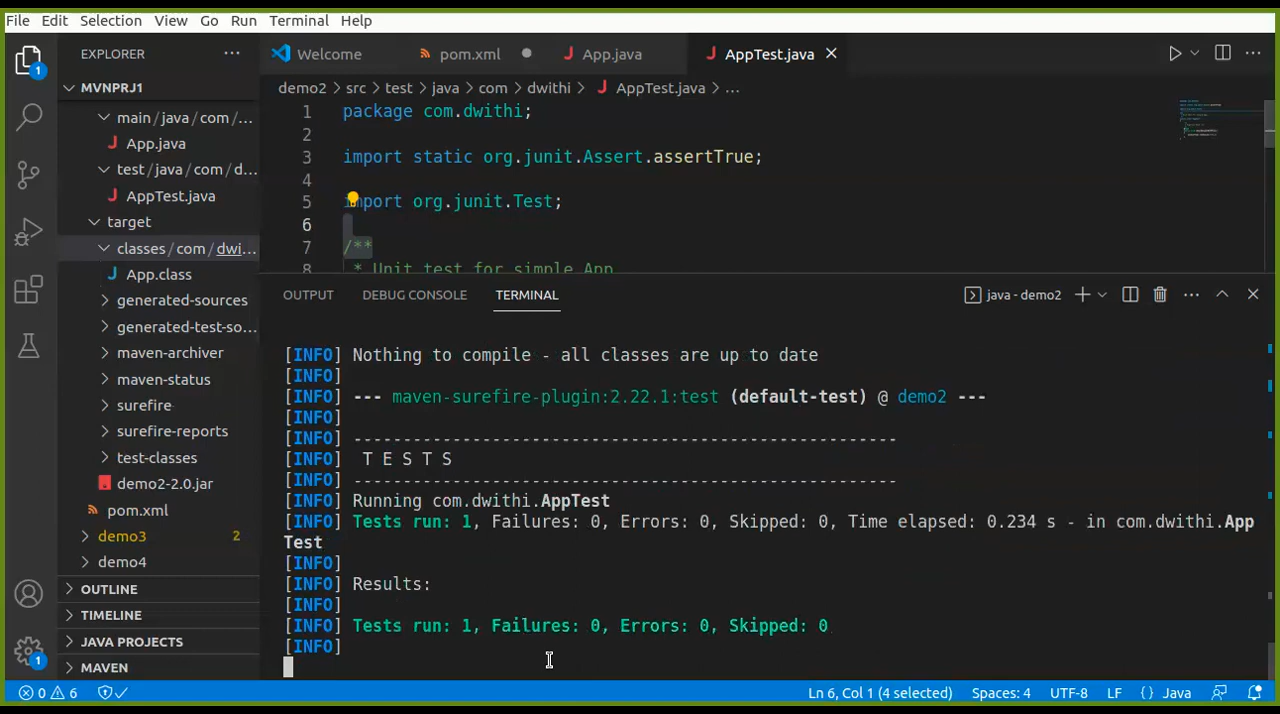 File Edit Selection View Go Run Terminal Help
EXPLORER ...
1
Welcome
pom.xml
App.java
AppTest.java
MVNPRJ1
demo2 > src > test > java > com > dwithi > AppTest.java > ...
main / java / com / ...
App.java
test / java / com / d...
AppTest.java
target
classes / com / dwi...
App.class
generated-sources
generated-test-so...
maven-archiver
maven-status
surefire
surefire-reports
test-classes
demo2-2.0.jar
pom.xml
demo3 2
demo4
OUTLINE
TIMELINE
JAVA PROJECTS
MAVEN
1 package com.dwithi;
2
3 import static org.junit.Assert.assertTrue;
4
5 import org.junit.Test;
6
7 /**
8 * Unit test for simple App
OUTPUT DEBUG CONSOLE TERMINAL java - demo2
[INFO] Nothing to compile - all classes are up to date
[INFO]
[INFO] --- maven-surefire-plugin:2.22.1:test (default-test) @ demo2 ---
[INFO]
[INFO] -------------------------------------------------------
[INFO]  T E S T S
[INFO] -------------------------------------------------------
[INFO] Running com.dwithi.AppTest
[INFO] Tests run: 1, Failures: 0, Errors: 0, Skipped: 0, Time elapsed: 0.234 s - in com.dwithi.App
Test
[INFO]
[INFO] Results:
[INFO]
[INFO] Tests run: 1, Failures: 0, Errors: 0, Skipped: 0
[INFO]
1
0 6 Ln 6, Col 1 (4 selected) Spaces: 4 UTF-8 LF {} Java